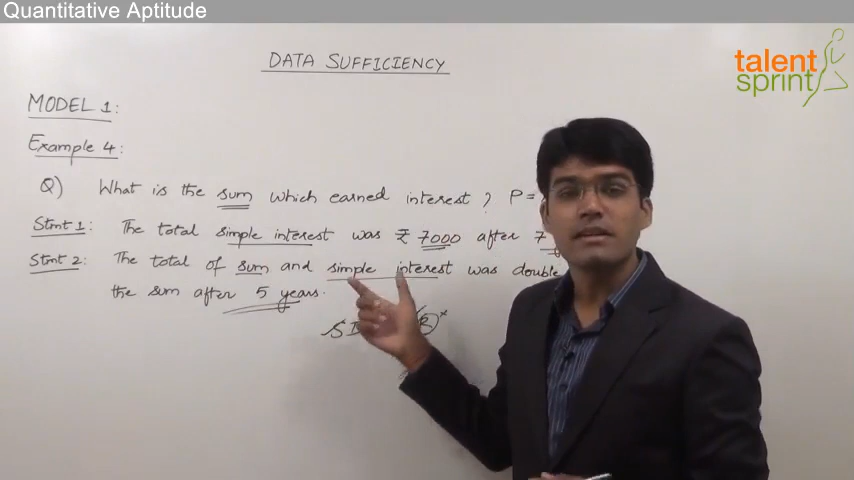 Quantitative Aptitude
talent
sprint
DATA SUFFICIENCY
MODEL 1:
Example 4:
Q) What is the sum which earned interest? P =
Stmt 1: The total simple interest was ₹ 7000 after 7
Stmt 2: The total of sum and simple interest was double
the sum after 5 years.
SI